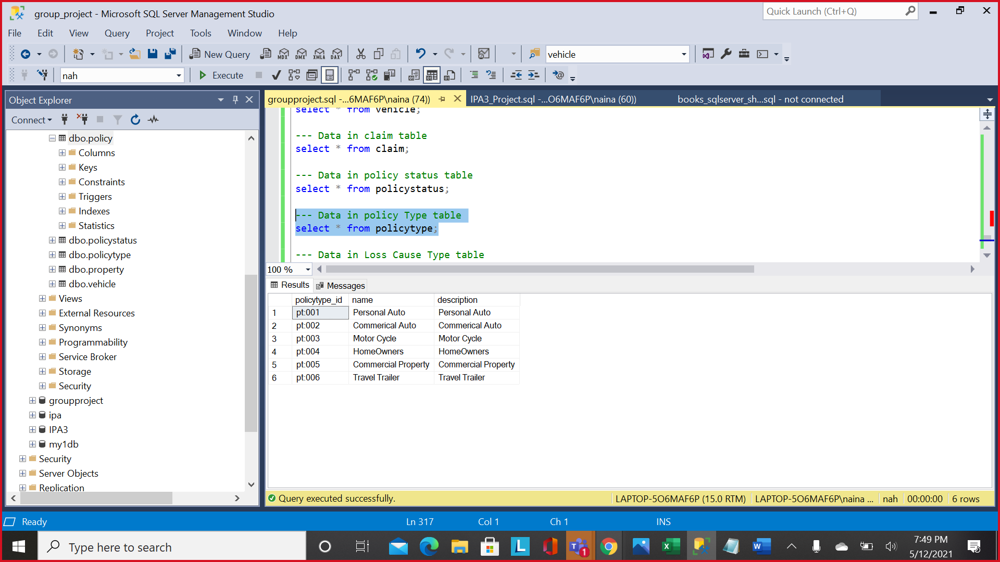 group_project - Microsoft SQL Server Management Studio
Quick Launch (Ctrl+Q)
File Edit View Query Project Tools Window Help
New Query MDX DMX XMLA DAX vehicle
nah Execute
Object Explorer
groupproject.sql -...6MAF6P\naina (74)) IPA3_Project.sql -...O6MAF6P\naina (60)) books_sqlserver_sh...sql - not connected
Connect
dbo.policy
Columns
Keys
Constraints
Triggers
Indexes
Statistics
dbo.policystatus
dbo.policytype
dbo.property
dbo.vehicle
Views
External Resources
Synonyms
Programmability
Service Broker
Storage
Security
groupproject
ipa
IPA3
my1db
Security
Server Objects
Replication
select * from vehicle;
--- Data in claim table
select * from claim;
--- Data in policy status table
select * from policystatus;
--- Data in policy Type table
select * from policytype;
--- Data in Loss Cause Type table
100 %
Results Messages
policytype_id name description
1 pt:001 Personal Auto Personal Auto
2 pt:002 Commerical Auto Commerical Auto
3 pt:003 Motor Cycle Motor Cycle
4 pt:004 HomeOwners HomeOwners
5 pt:005 Commercial Property Commercial Property
6 pt:006 Travel Trailer Travel Trailer
Query executed successfully. LAPTOP-5O6MAF6P (15.0 RTM) LAPTOP-5O6MAF6P\naina ... nah 00:00:00 6 rows
Ready Ln 317 Col 1 Ch 1 INS
Type here to search
L
T 1
X
W
7:49 PM
5/12/2021